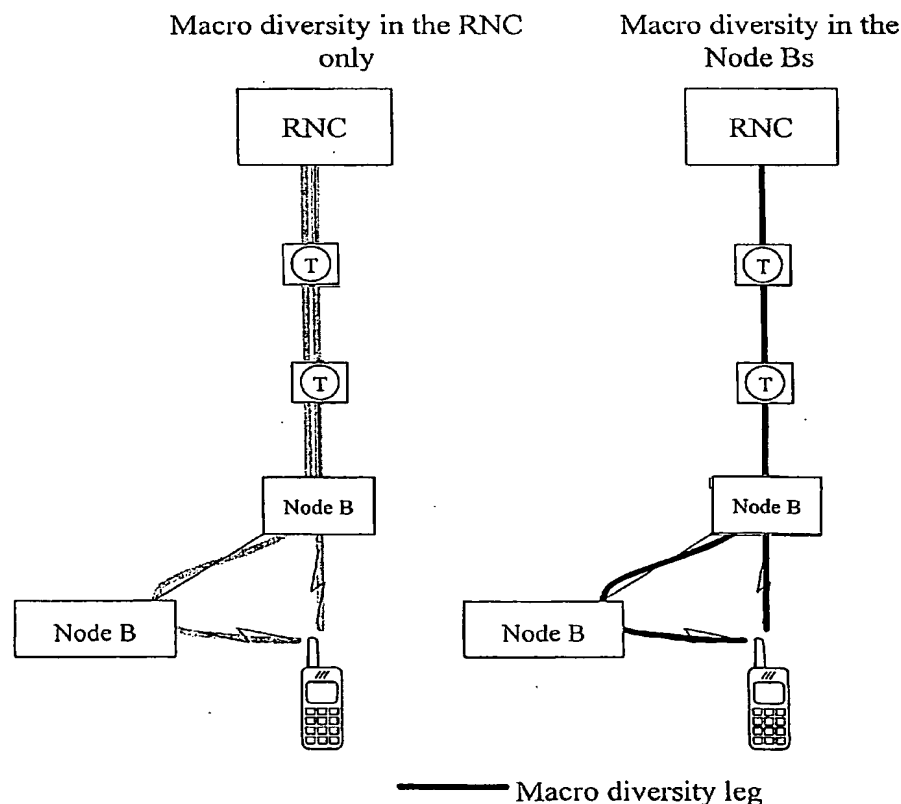 Macro diversity in the RNC
only
RNC
T
T
Node B
Node B
Macro diversity in the
Node Bs
RNC
T
T
Node B
Node B
Macro diversity leg